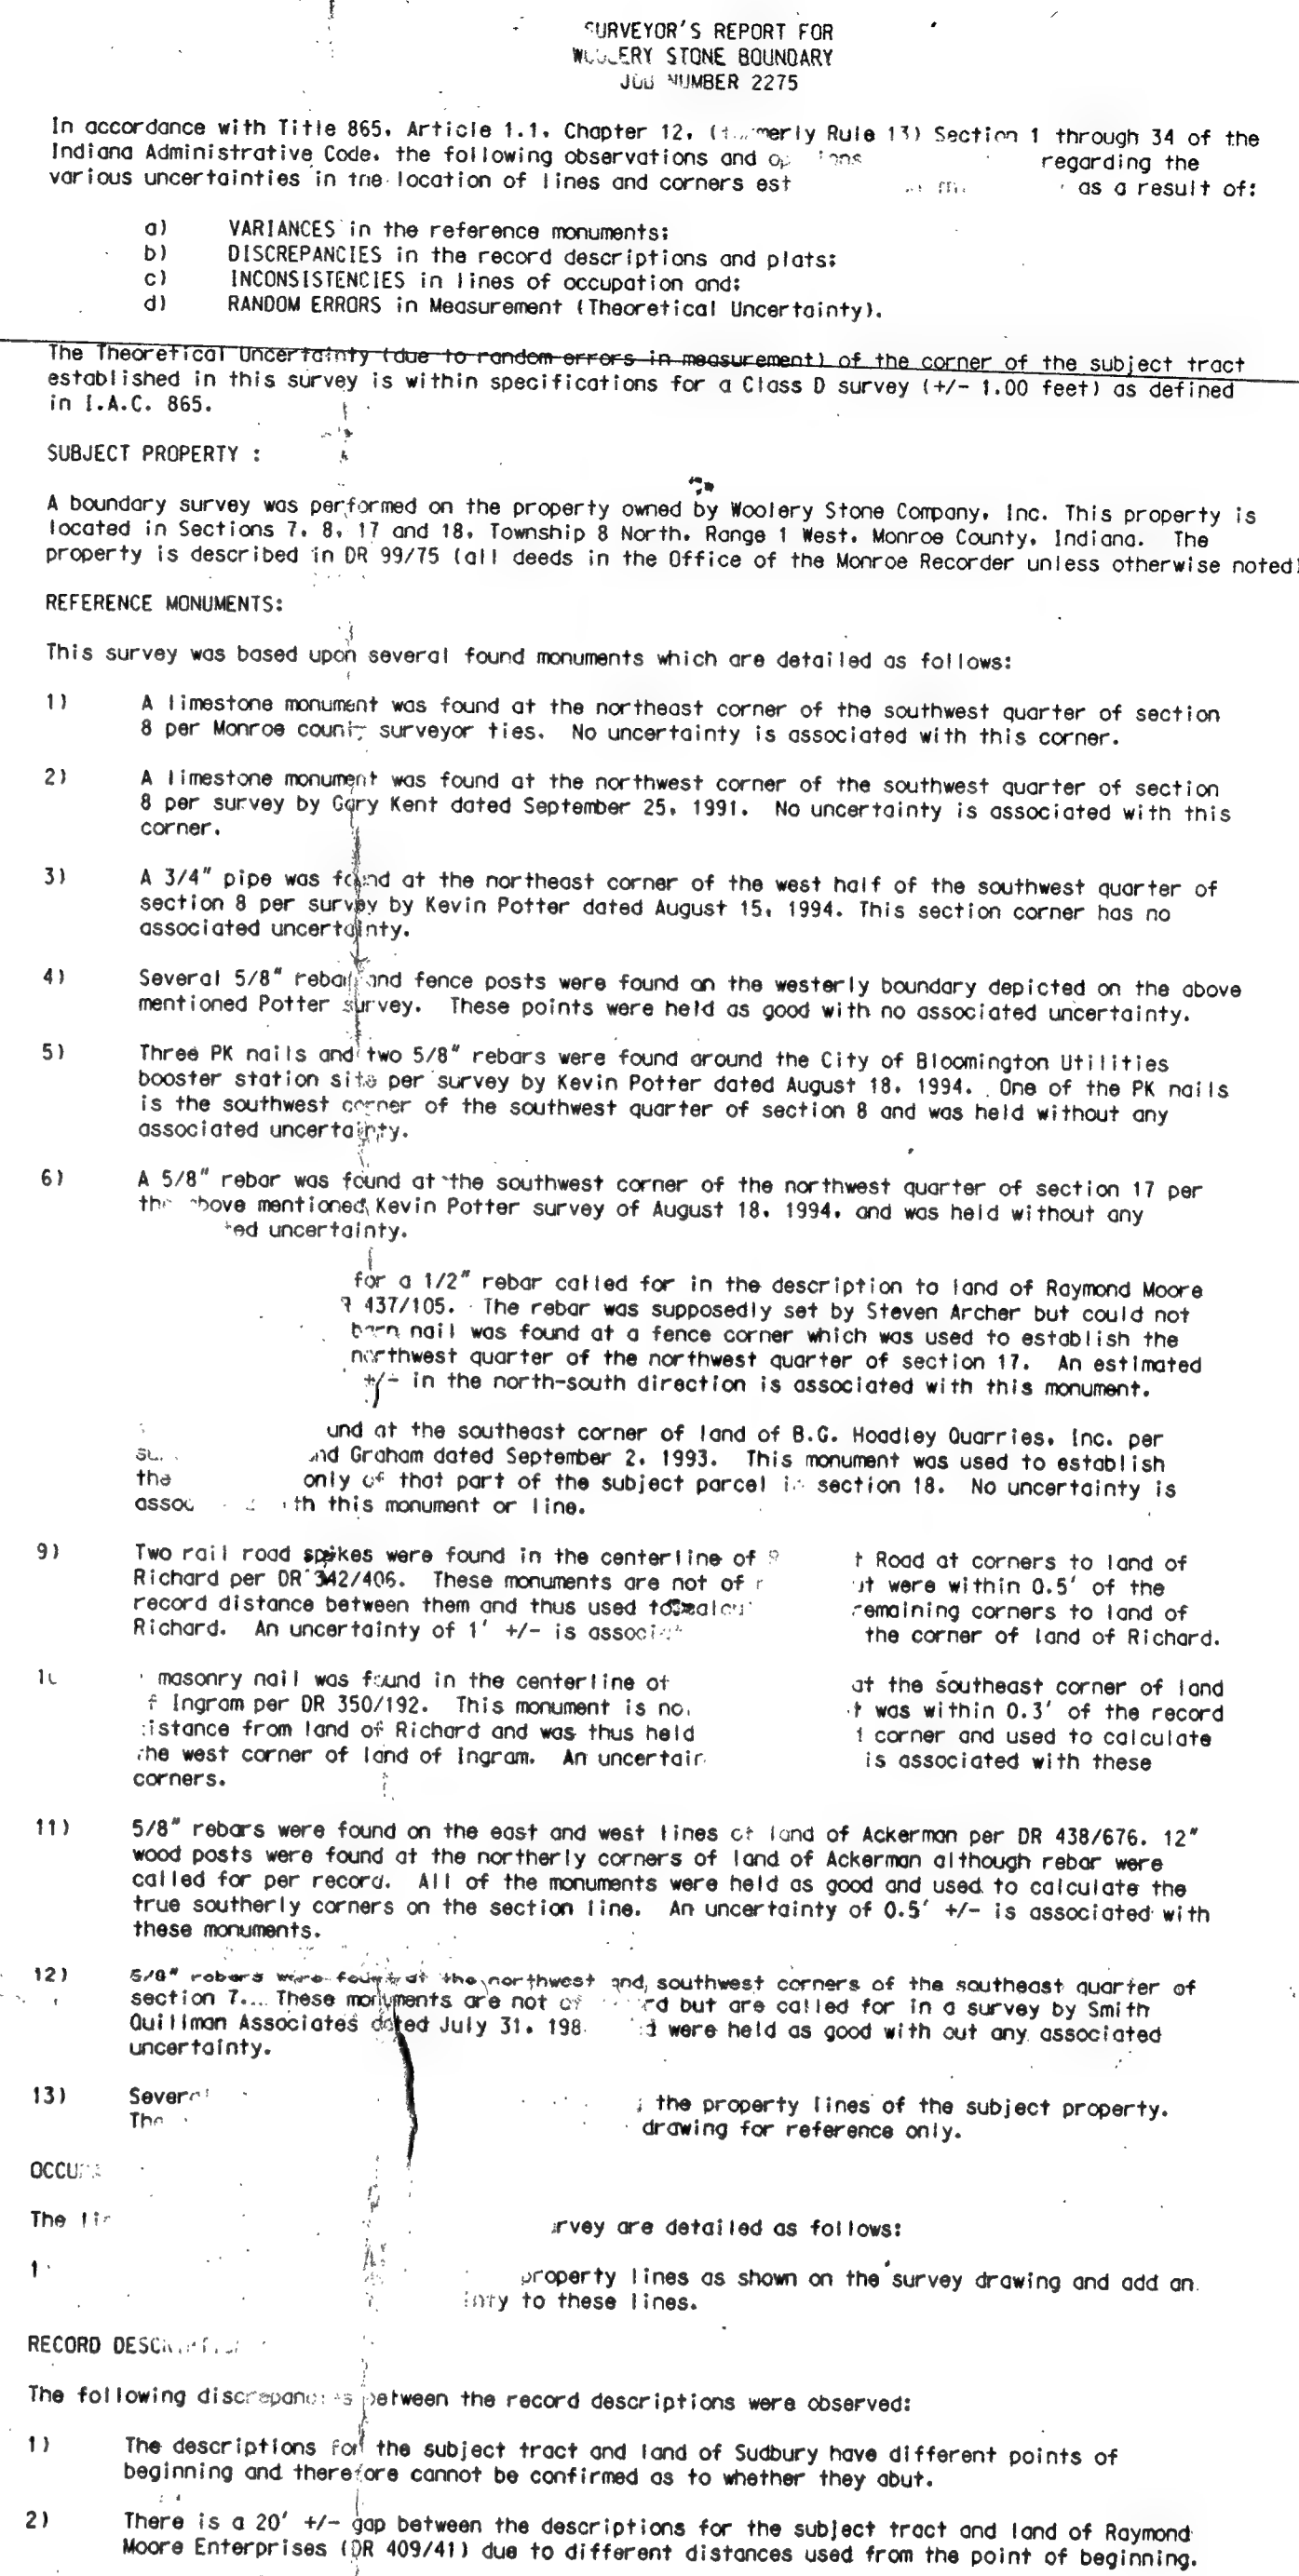 SURVEYOR'S REPORT FOR
STONE BOUNDARY
NUMBER 2275
In accordance with Title 865, Article 1.1, Chapter 12, 13) Section 1 through 34 of the
Indiana Administrative Code, the following observations and regarding the
various uncertainties in the location of lines and corners as a result of:
a) VARIANCES in the reference monuments;
b) DISCREPANCIES in the record descriptions and plats;
c) INCONSISTENCIES in lines of occupation and;
d) RANDOM ERRORS in Measurement (Theoretical Uncertainty).
The Theoretical Uncertainty (due to random errors in measurement) of the corner of the subject tract
established in this survey is within specifications for a Class D survey (+/- 1.00 feet) as defined
in I.A.C. 865.
SUBJECT PROPERTY :
A boundary survey was performed on the property owned by Woolery Stone Company, Inc. This property is
located in Sections 7, 8, 17 and 18, Township 8 North, Range 1 West, Monroe County, Indiana. The
property is described in DR 99/75 (all deeds in the Office of the Monroe Recorder unless otherwise noted)
REFERENCE MONUMENTS:
This survey was based upon several found monuments which are detailed as follows:
1) A limestone monument was found at the northeast corner of the southwest quarter of section
8 per Monroe county surveyor ties. No uncertainty is associated with this corner.
2) A limestone monument was found at the northwest corner of the southwest quarter of section
8 per survey by Gary Kent dated September 25, 1991. No uncertainty is associated with this
corner.
3) A 3/4" pipe was found at the northeast corner of the west half of the southwest quarter of
section 8 per survey by Kevin Potter dated August 15, 1994. This section corner has no
associated uncertainty.
4) Several 5/8" rebar and fence posts were found on the westerly boundary depicted on the above
mentioned Potter survey. These points were held as good with no associated uncertainty.
5) Three PK nails and two 5/8" rebars were found around the City of Bloomington Utilities
booster station site per survey by Kevin Potter dated August 18, 1994. One of the PK nails
is the southwest corner of the southwest quarter of section 8 and was held without any
associated uncertainty.
6) A 5/8" rebar was found at the southwest corner of the northwest quarter of section 17 per
the above mentioned Kevin Potter survey of August 18, 1994, and was held without any
uncertainty.
for a 1/2" rebar called for in the description to land of Raymond Moore
437/105. The rebar was supposedly set by Steven Archer but could not
barn nail was found at a fence corner which was used to establish the
northwest quarter of the northwest quarter of section 17. An estimated
+/- in the north-south direction is associated with this monument.
at the southeast corner of land of B.G. Hoadley Quarries, Inc. per
Graham dated September 2, 1993. This monument was used to establish
the only of that part of the subject parcel in section 18. No uncertainty is
this monument or line.
9) Two rail road spikes were found in the centerline of Road at corners to land of
Richard per DR 342/406. These monuments are not of were within 0.5' of the
record distance between them and thus used to remaining corners to land of
Richard. An uncertainty of 1' +/- is the corner of land of Richard.
masonry nail was found in the centerline of at the southeast corner of land
Ingram per DR 350/192. This monument is was within 0.3' of the record
distance from land of Richard and was thus held corner and used to calculate
the west corner of land of Ingram. An is associated with these
corners.
11) 5/8" rebars were found on the east and west lines of land of Ackerman per DR 438/676. 12"
wood posts were found at the northerly corners of land of Ackerman although rebar were
called for per record. All of the monuments were held as good and used to calculate the
true southerly corners on the section line. An uncertainty of 0.5' +/- is associated with
these monuments.
12) 5/8" rebars were found at the northwest and southwest corners of the southeast quarter of
section 7. These monuments are not of but are called for in a survey by Smith
Quillman Associates dated July 31, were held as good with out any associated
uncertainty.
13) the property lines of the subject property.
drawing for reference only.
The are detailed as follows:
1 property lines as shown on the survey drawing and add an
to these lines.
RECORD
The following discrepancies between the record descriptions were observed:
1) The descriptions for the subject tract and land of Sudbury have different points of
beginning and therefore cannot be confirmed as to whether they abut.
2) There is a 20' +/- gap between the descriptions for the subject tract and land of Raymond
Moore Enterprises (DR 409/41) due to different distances used from the point of beginning.